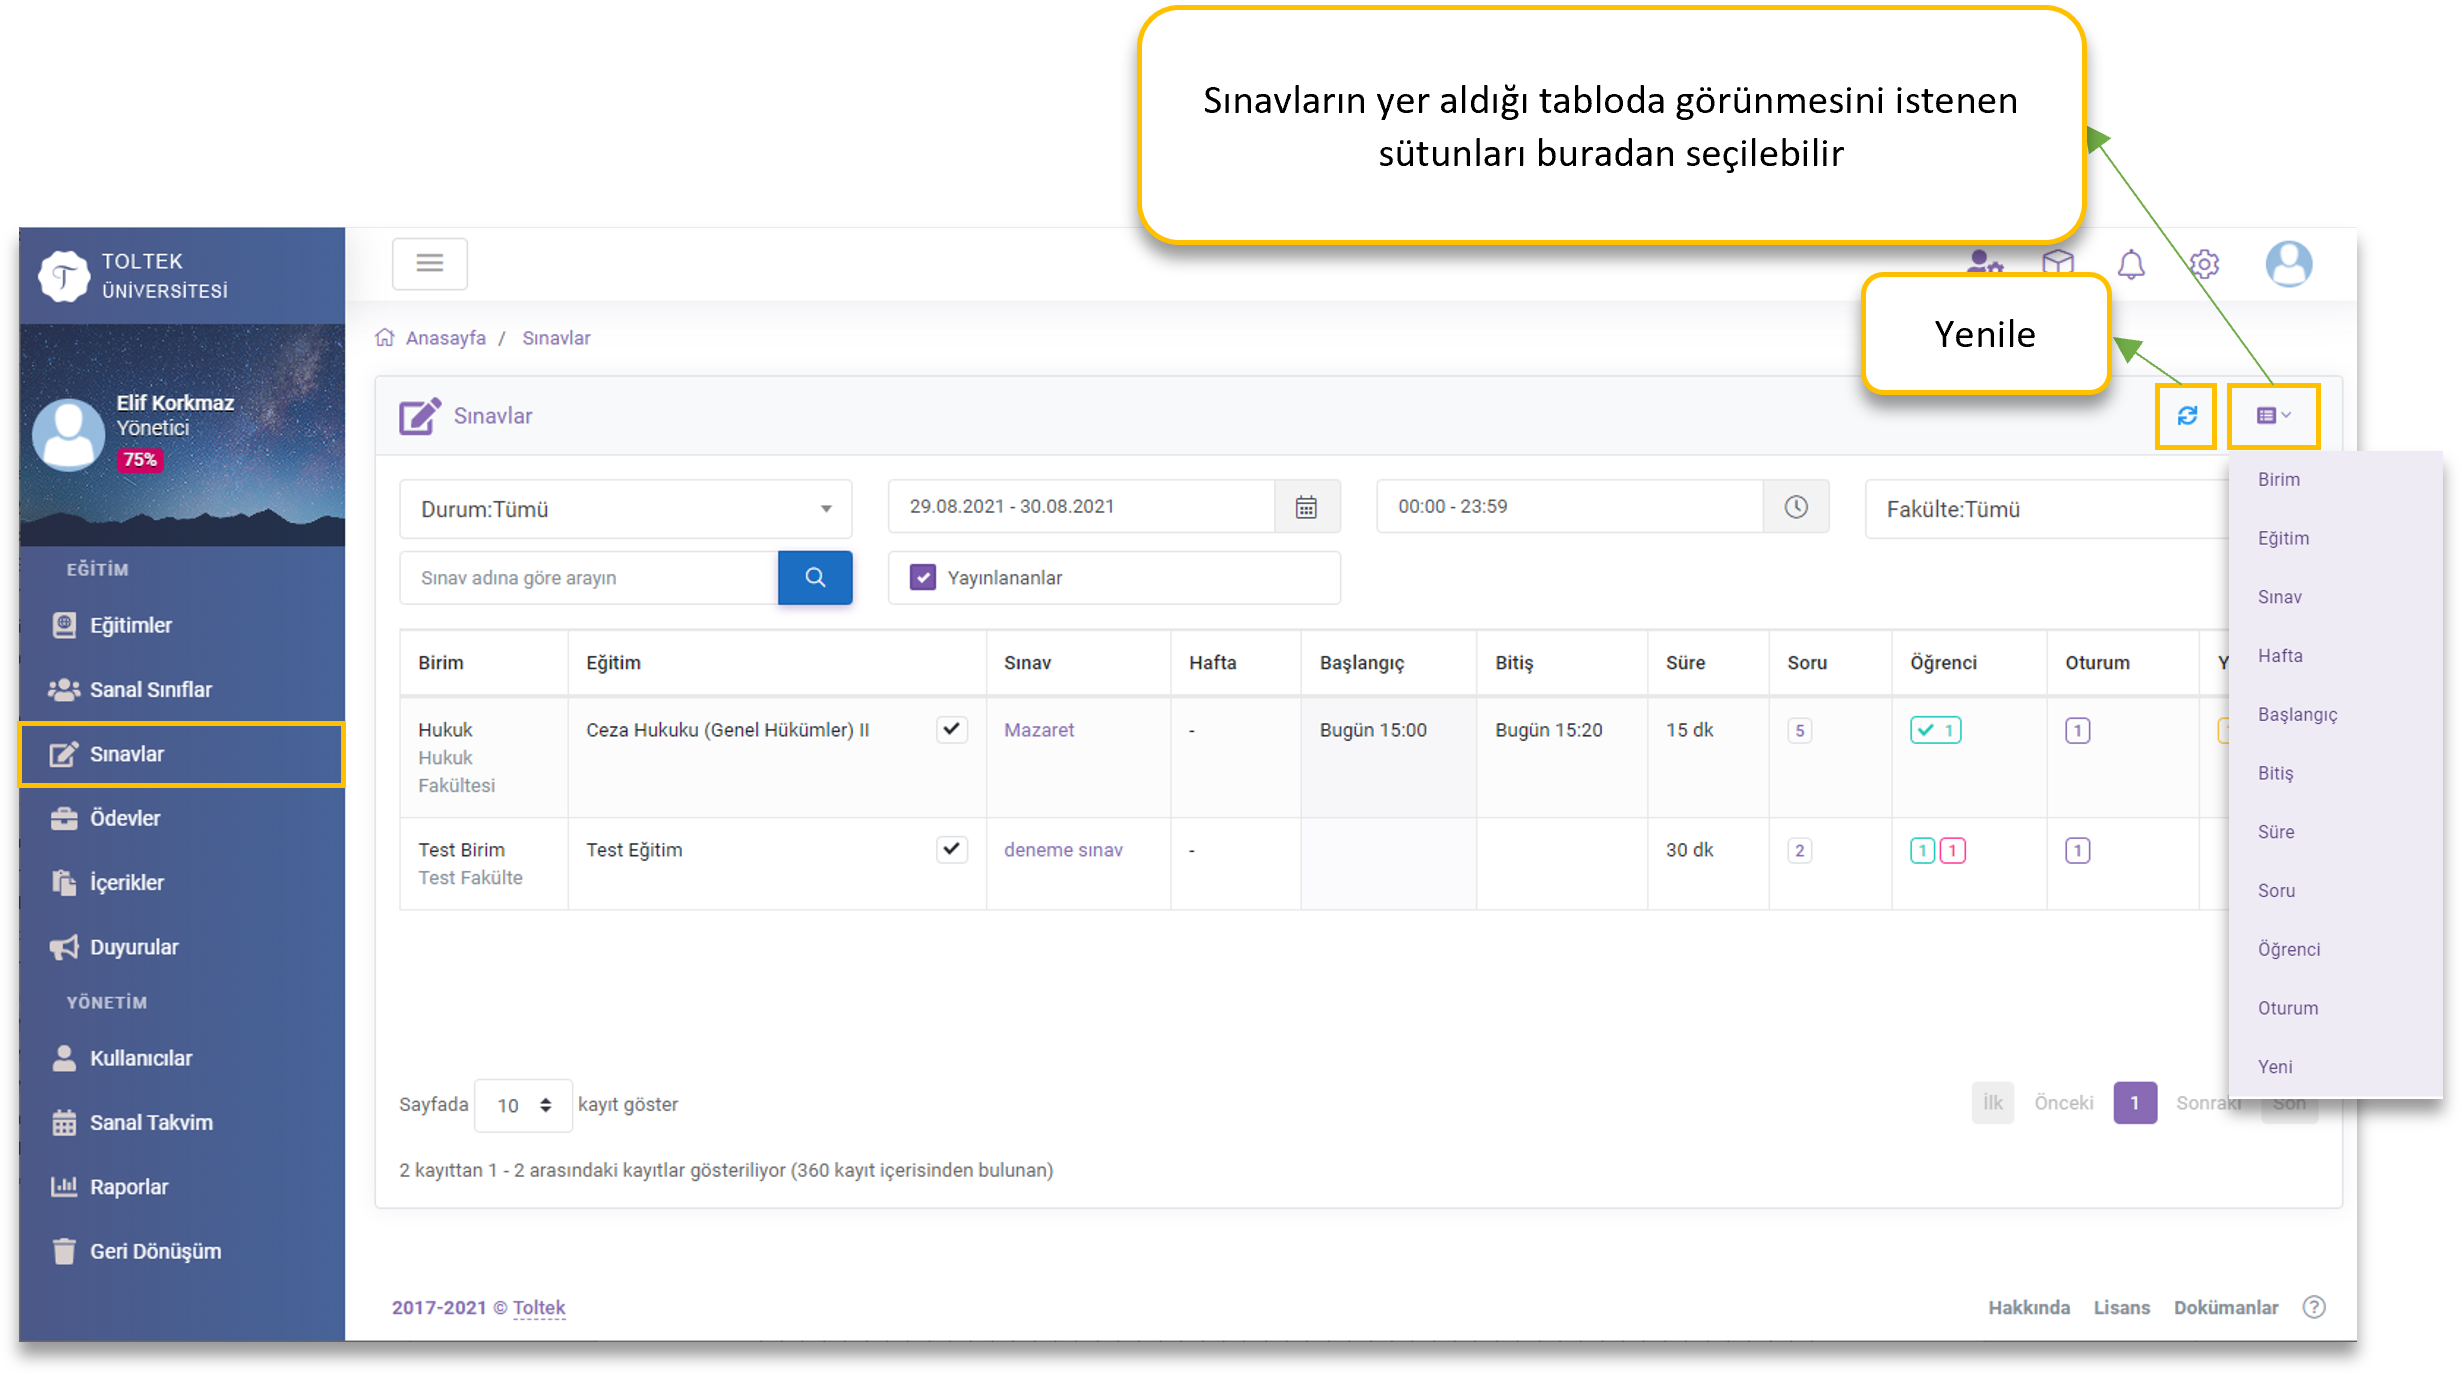 Sınavların yer aldığı tabloda görünmesini istenen
sütunları buradan seçilebilir
TOLTEK
ÜNİVERSİTESİ
Yenile
Anasayfa / Sınavlar
Elif Korkmaz
Yönetici
75%
Sınavlar
Durum:Tümü
29.08.2021 - 30.08.2021
00:00 - 23:59
Fakülte:Tümü
Sınav adına göre arayın
Yayınlananlar
EĞİTİM
Eğitimler
Sanal Sınıflar
Sınavlar
Ödevler
İçerikler
Duyurular
YÖNETİM
Kullanıcılar
Sanal Takvim
Raporlar
Geri Dönüşüm
Birim Eğitim Sınav Hafta Başlangıç Bitiş Süre Soru Öğrenci Oturum Y
Hukuk Ceza Hukuku (Genel Hükümler) II Mazaret - Bugün 15:00 Bugün 15:20 15 dk 5 1 1
Hukuk
Fakültesi
Test Birim Test Eğitim deneme sınav - 30 dk 2 1 1 1
Test Fakülte
Birim
Eğitim
Sınav
Hafta
Başlangıç
Bitiş
Süre
Soru
Öğrenci
Oturum
Yeni
Sayfada 10 kayıt göster
İlk Önceki 1 Sonraki Son
2 kayıttan 1 - 2 arasındaki kayıtlar gösteriliyor (360 kayıt içerisinden bulunan)
2017-2021 © Toltek
Hakkında Lisans Dokümanlar ?